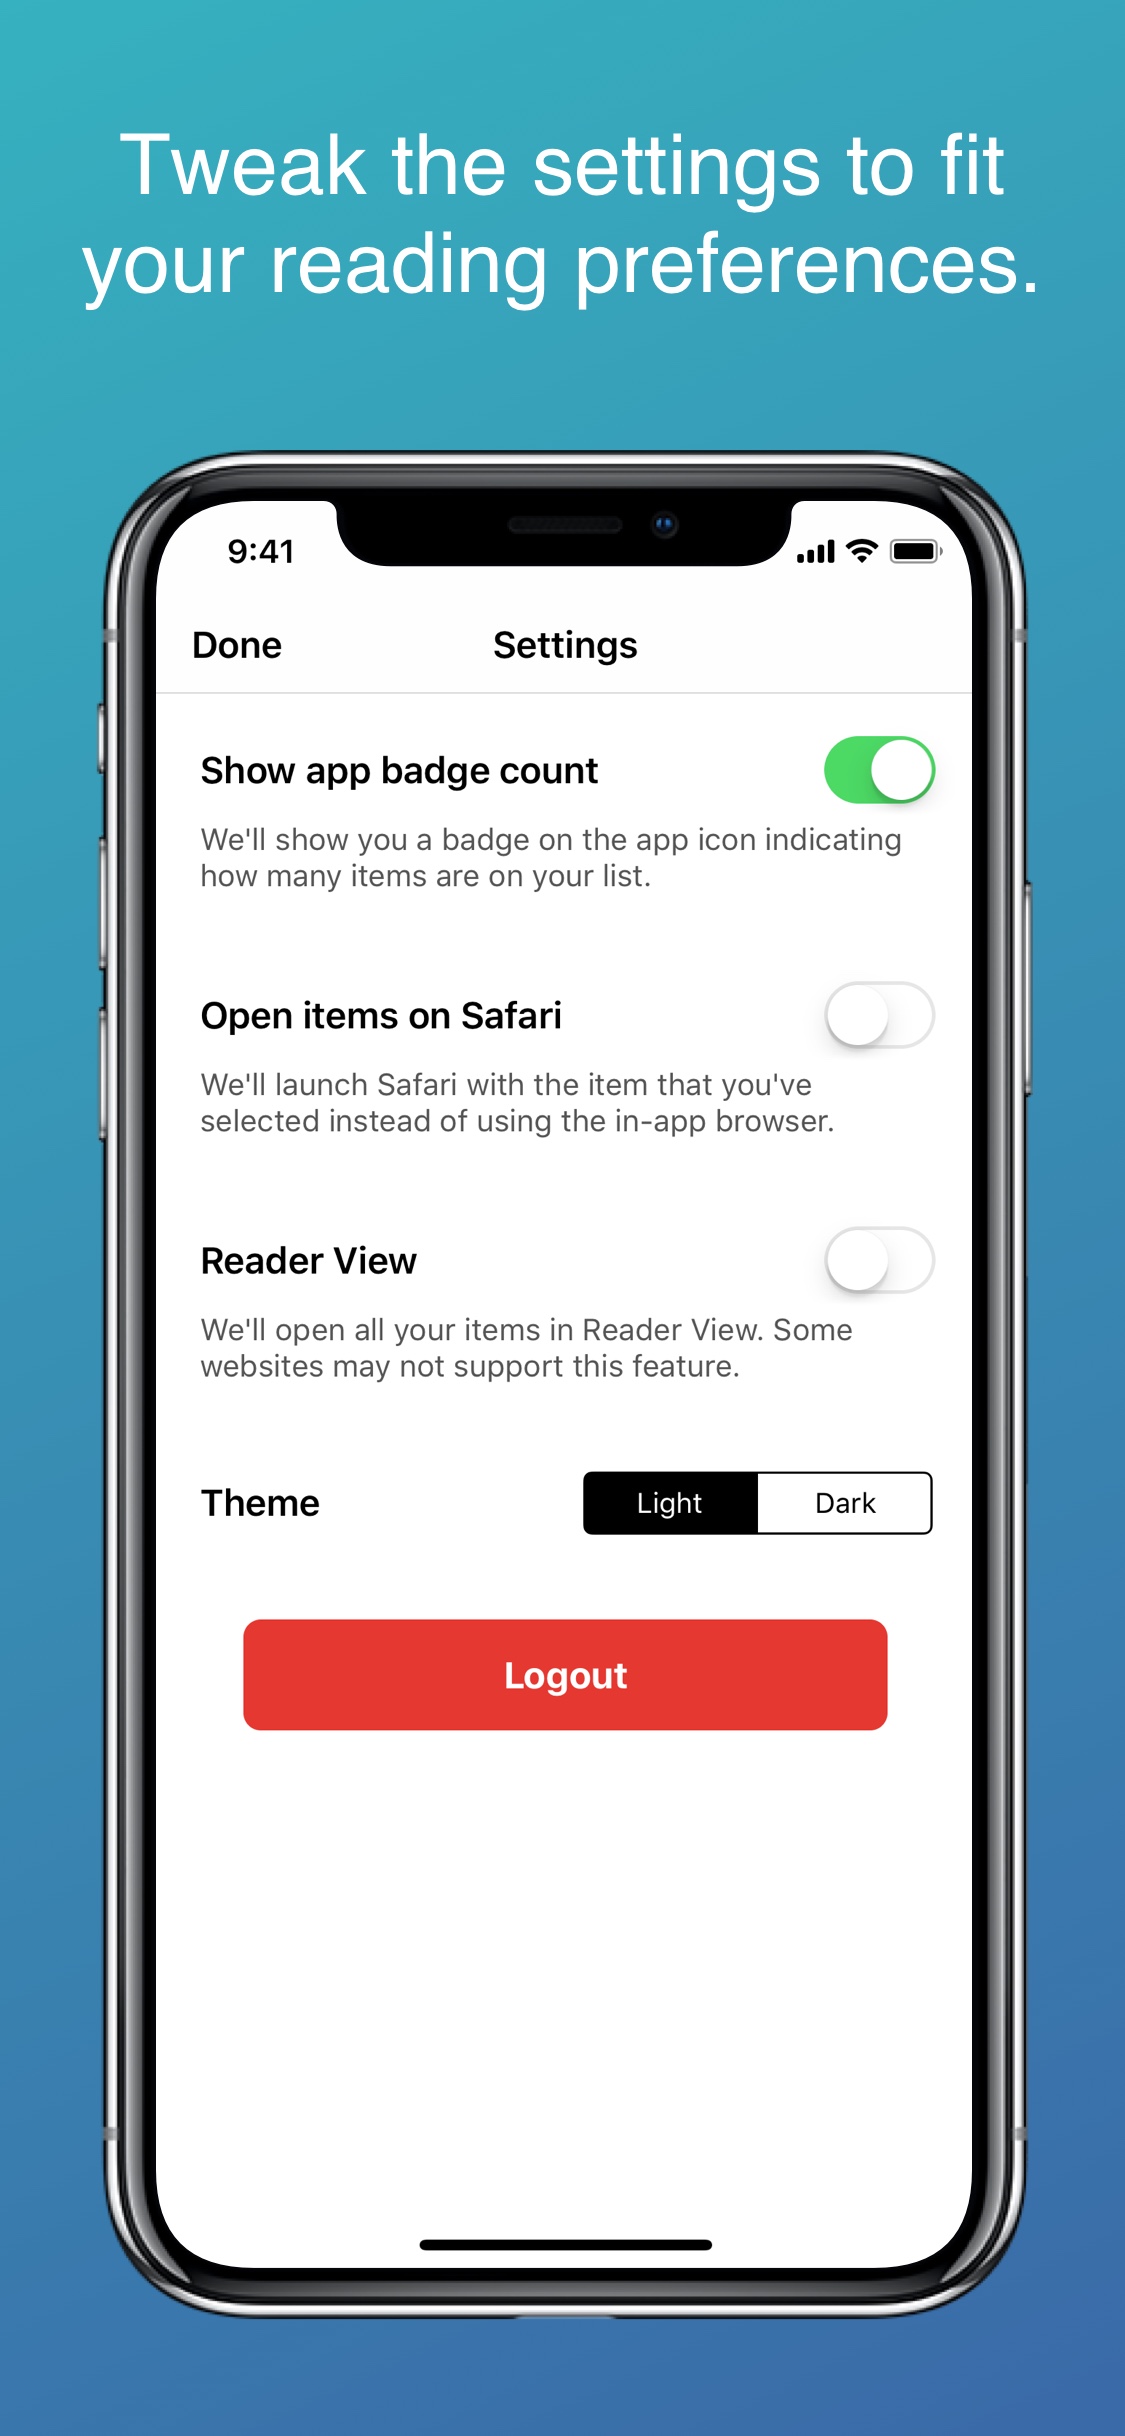 Tweak the settings to fit
your reading preferences.
9:41
Done
Settings
Show app badge count
We'll show you a badge on the app icon indicating
how many items are on your list.
Open items on Safari
We'll launch Safari with the item that you've
selected instead of using the in-app browser.
Reader View
We'll open all your items in Reader View. Some
websites may not support this feature.
Theme
Light
Dark
Logout